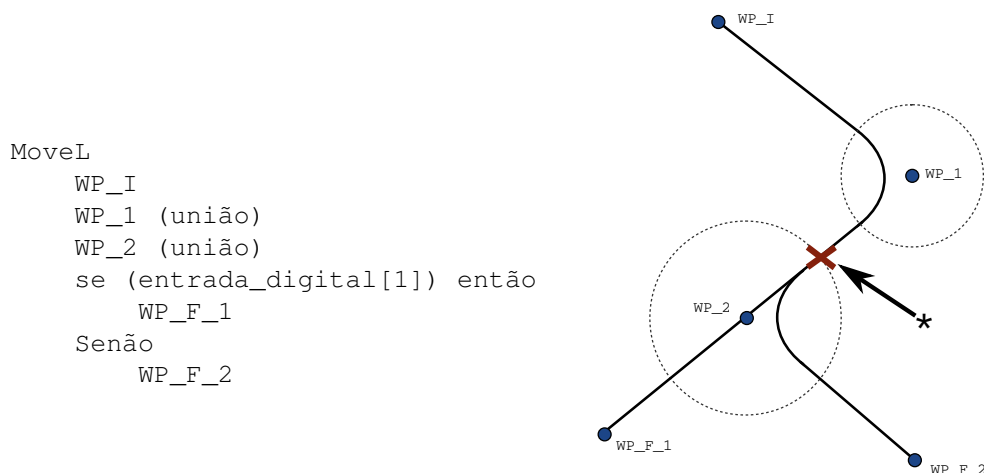 MoveL
WP_I
WP_1 (união)
WP_2 (união)
se (entrada_digital[1]) então
WP_F_1
Senão
WP_F_2
WP_I
WP_1
WP_2
*
WP_F_1
WP_F_2